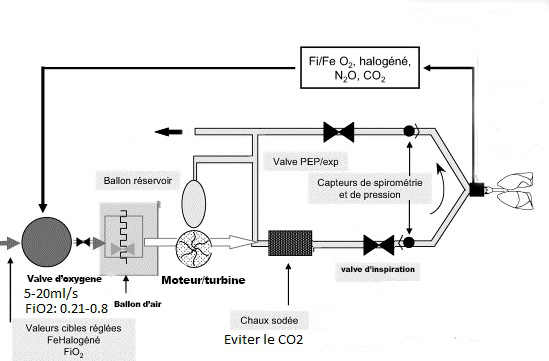 Fi/Fe O₂, halogéné,
N₂O, CO₂
Valve PEP/exp
Ballon réservoir
Capteurs de spirométrie
et de pression
Valve d'oxygene
5-20ml/s
FiO2: 0.21-0.8
Moteur/turbine
valve d'inspiration
Ballon d'air
Valeurs cibles réglées
FeHalogéné
FiO₂
Chaux sodée
Eviter le CO2